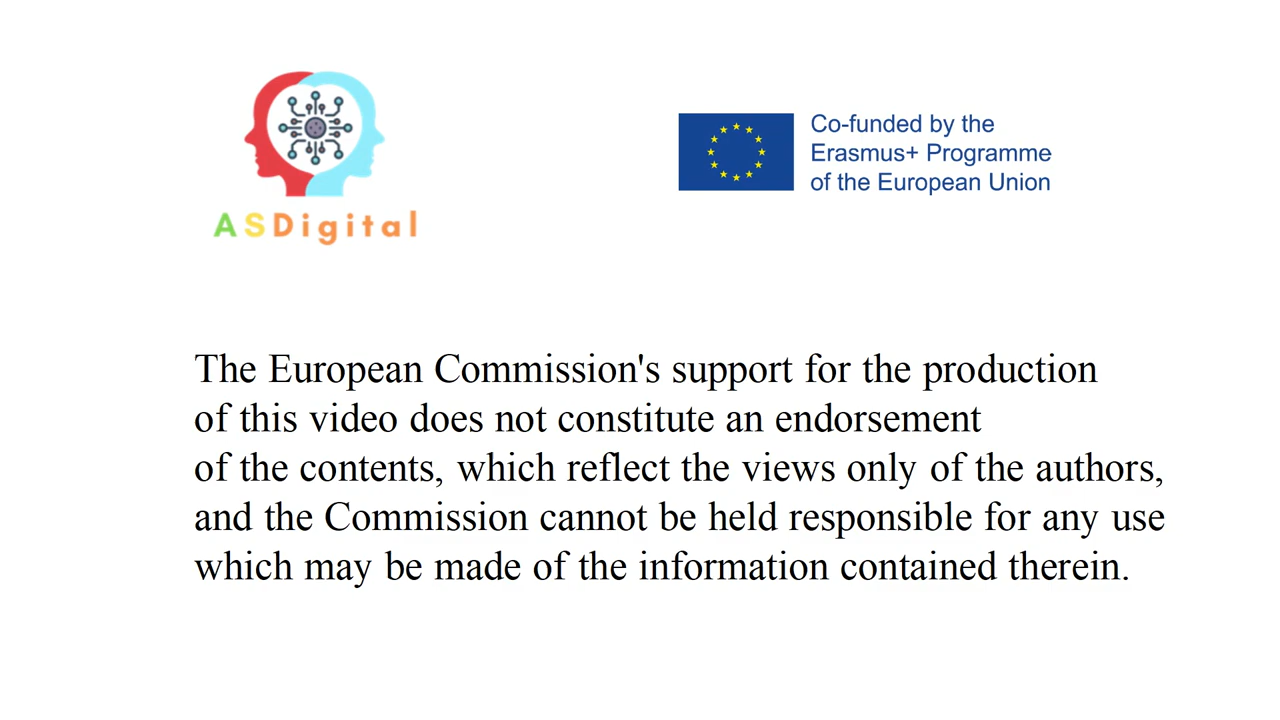 ASDigital
Co-funded by the
Erasmus+ Programme
of the European Union
The European Commission's support for the production
of this video does not constitute an endorsement
of the contents, which reflect the views only of the authors,
and the Commission cannot be held responsible for any use
which may be made of the information contained therein.